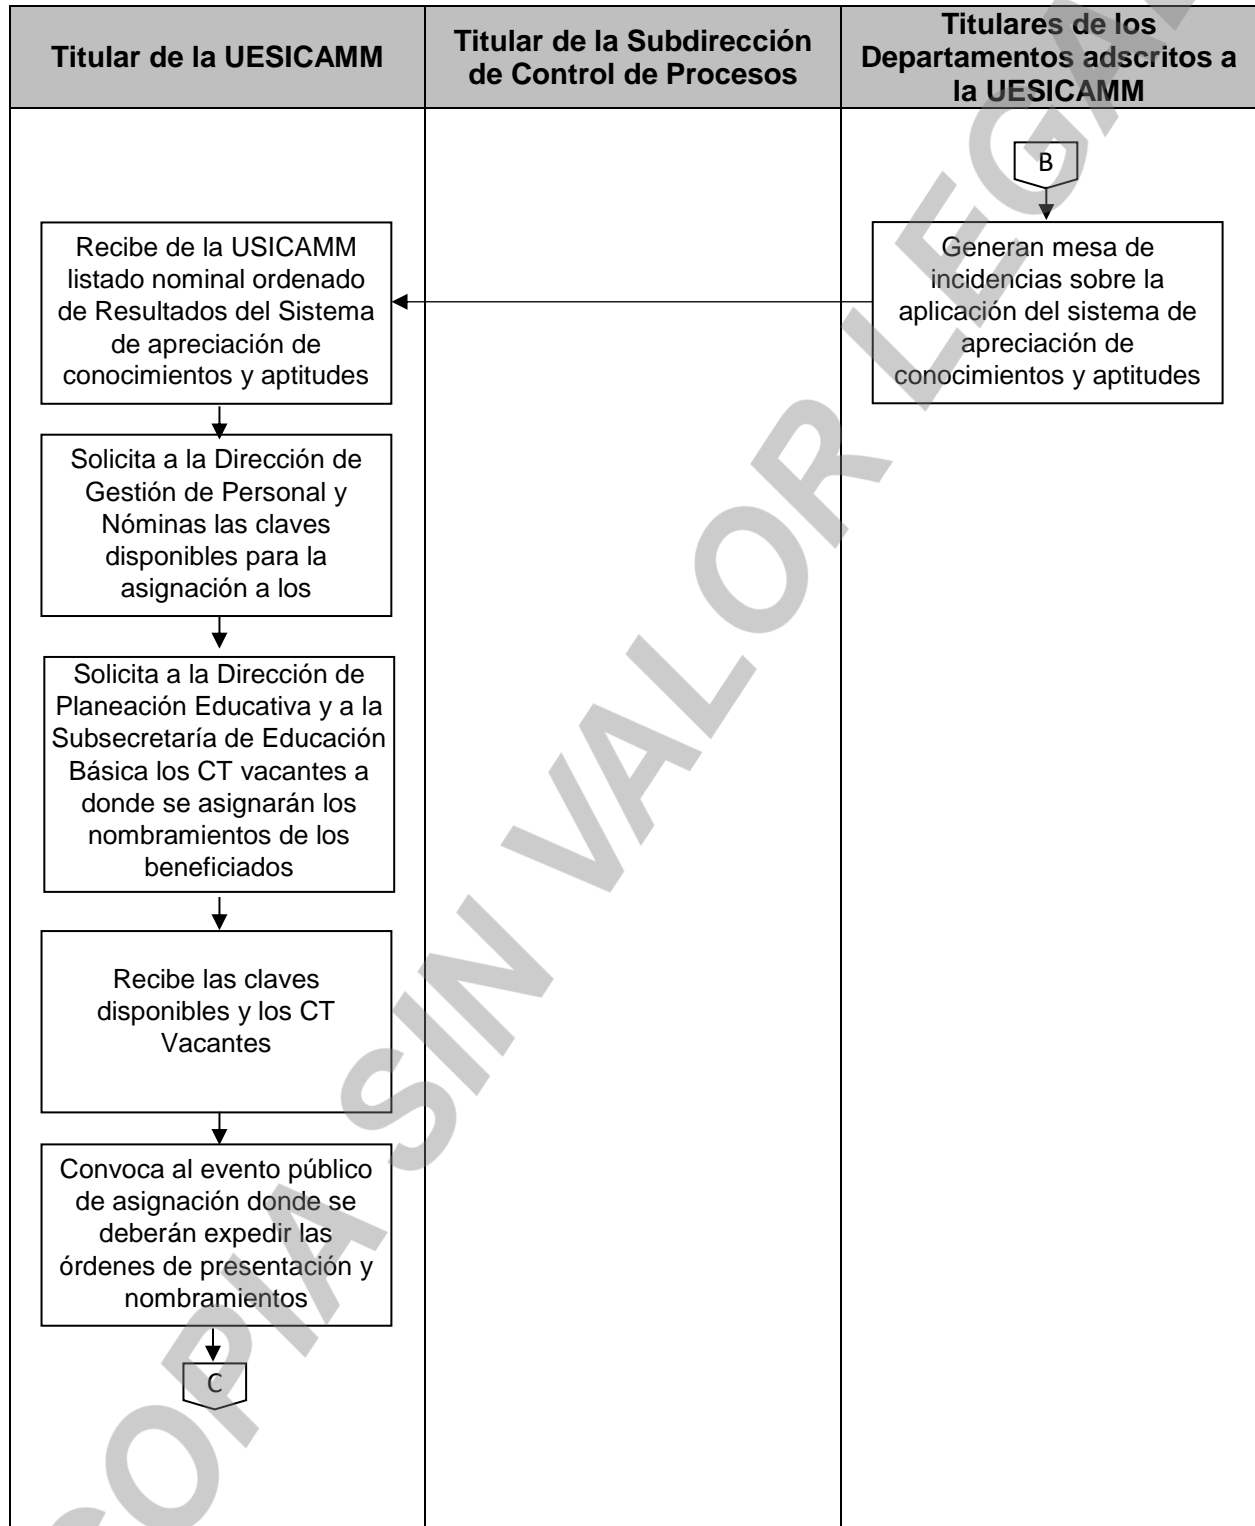 Titular de la UESICAMM
Titular de la Subdirección
de Control de Procesos
Titulares de los
Departamentos adscritos a
la UESICAMM
B
Generan mesa de
incidencias sobre la
aplicación del sistema de
apreciación de
conocimientos y aptitudes
Recibe de la USICAMM
listado nominal ordenado
de Resultados del Sistema
de apreciación de
conocimientos y aptitudes
Solicita a la Dirección de
Gestión de Personal y
Nóminas las claves
disponibles para la
asignación a los
Solicita a la Dirección de
Planeación Educativa y a la
Subsecretaría de Educación
Básica los CT vacantes a
donde se asignarán los
nombramientos de los
beneficiados
Recibe las claves
disponibles y los CT
Vacantes
Convoca al evento público
de asignación donde se
deberán expedir las
órdenes de presentación y
nombramientos
C
COPIA SIN VALOR LEGAL